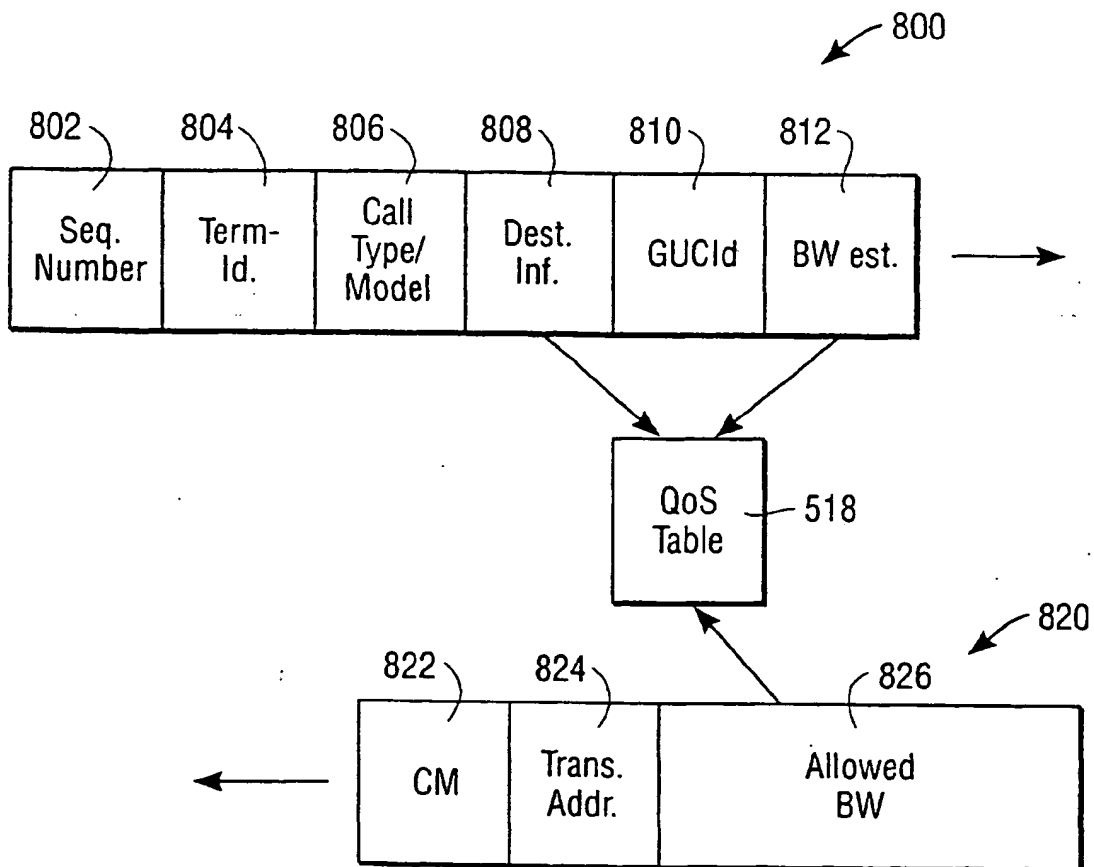 800
802
804
806
808
810
812
Seq.
Number
Term-
Id.
Call
Type/
Model
Dest.
Inf.
GUCId
BW est.
QoS
Table
518
820
822
824
826
CM
Trans.
Addr.
Allowed
BW